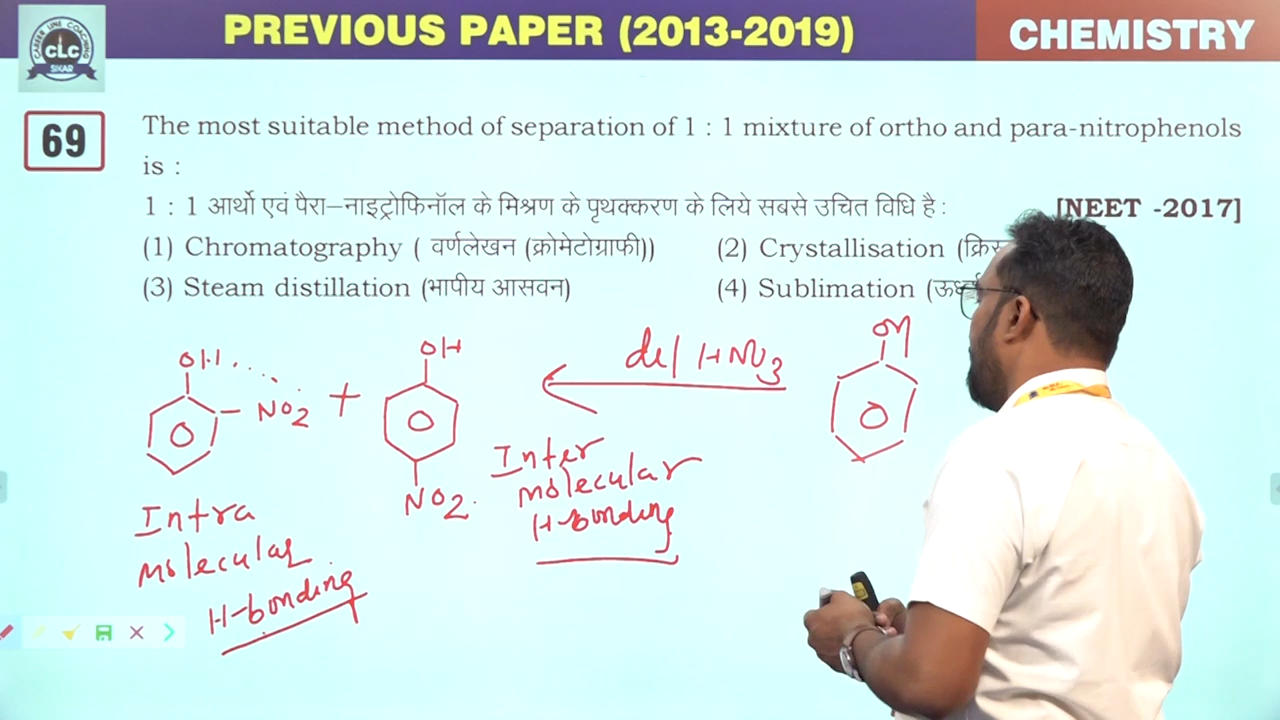 PREVIOUS PAPER (2013-2019)
CHEMISTRY
CAREER LINE COACHING
CLC
SIKAR
69
The most suitable method of separation of 1 : 1 mixture of ortho and para-nitrophenols
is :
1 : 1 आर्थो एवं पैरा–नाइट्रोफिनॉल के मिश्रण के पृथक्करण के लिये सबसे उचित विधि है :
[NEET -2017]
(1) Chromatography ( वर्णलेखन (क्रोमेटोग्राफी))
(2) Crystallisation
(3) Steam distillation (भापीय आसवन)
(4) Sublimation
OH
NO2
+
OH
NO2
dil HNO3
OH
Intra
molecular
H-bonding
Inter
molecular
H-bonding